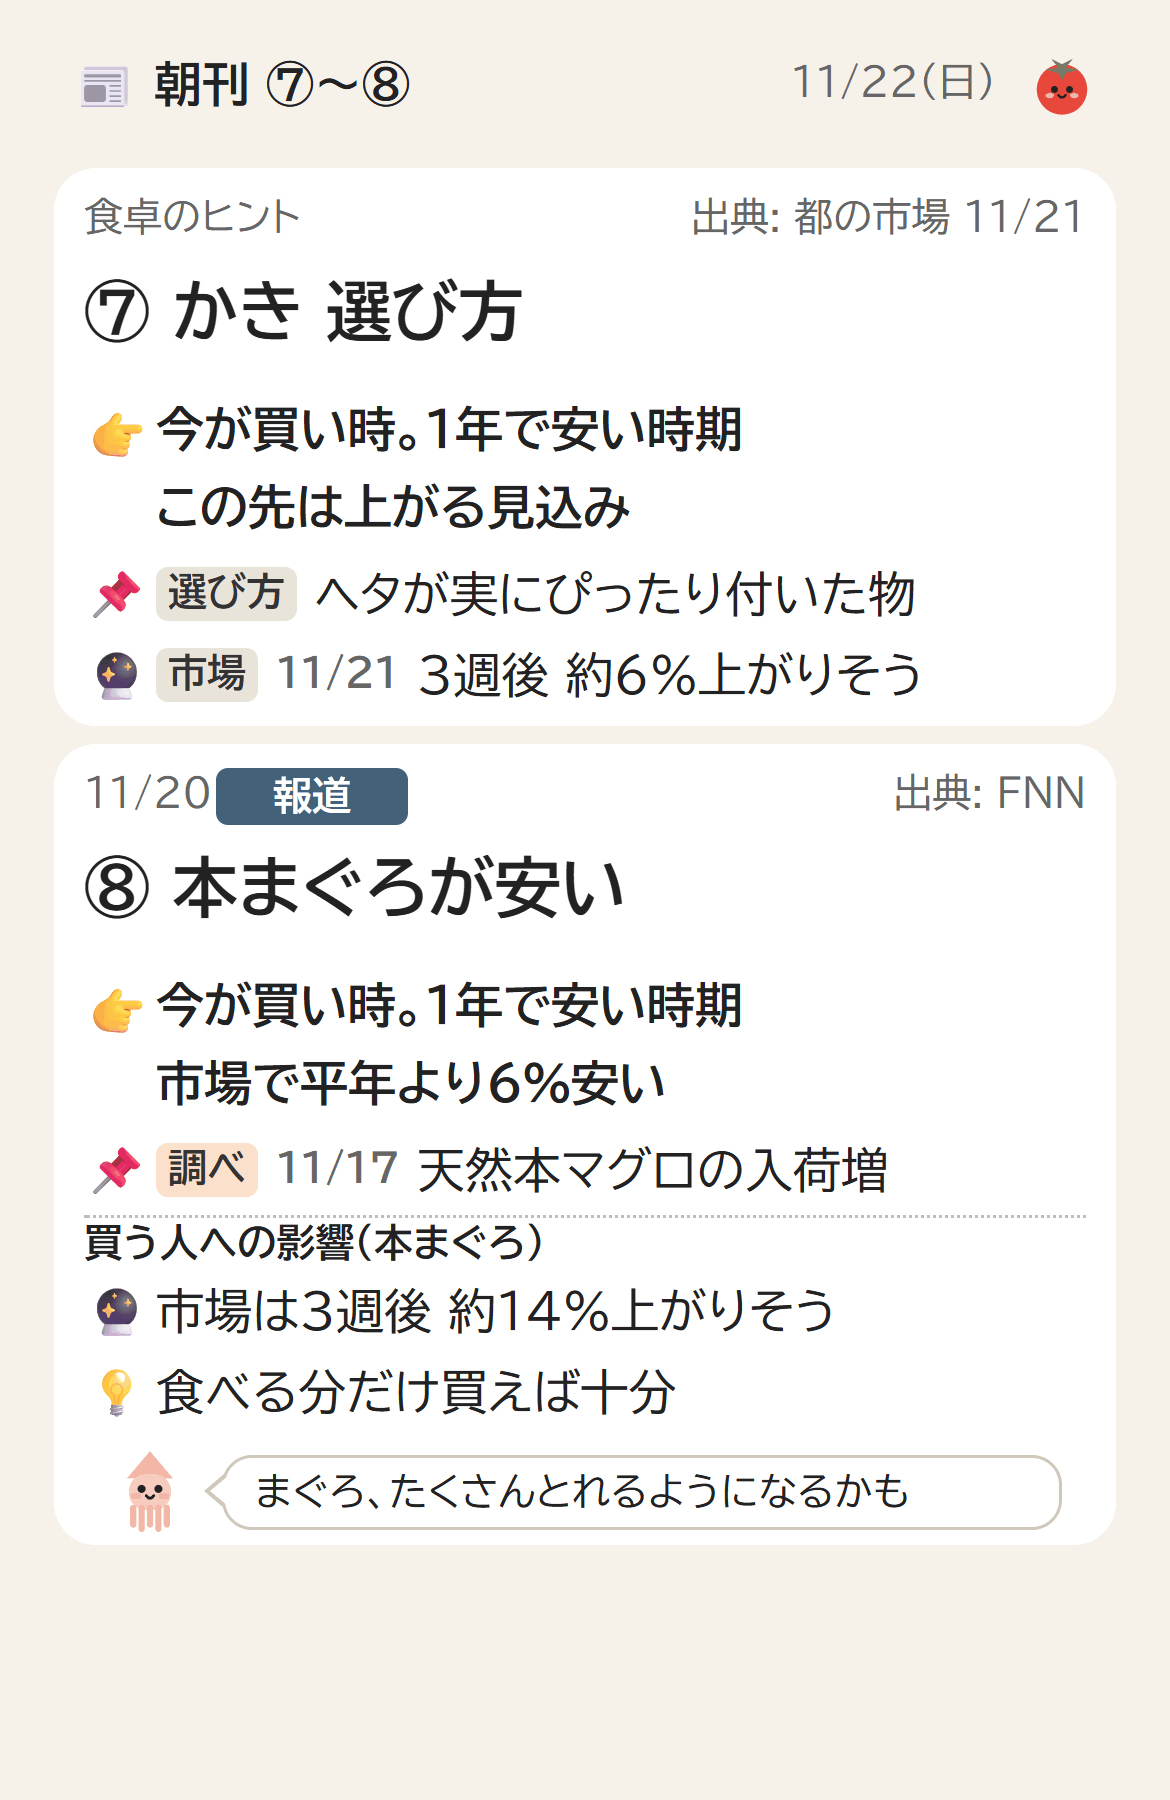 朝刊 ⑦〜⑧
11/22(日)
食卓のヒント
出典: 都の市場 11/21
⑦ かき 選び方
今が買い時。1年で安い時期
この先は上がる見込み
選び方 ヘタが実にぴったり付いた物
市場 11/21 3週後 約6%上がりそう
11/20 報道
出典: FNN
⑧ 本まぐろが安い
今が買い時。1年で安い時期
市場で平年より6%安い
調べ 11/17 天然本マグロの入荷増
買う人への影響(本まぐろ)
市場は3週後 約14%上がりそう
食べる分だけ買えば十分
まぐろ、たくさんとれるようになるかも